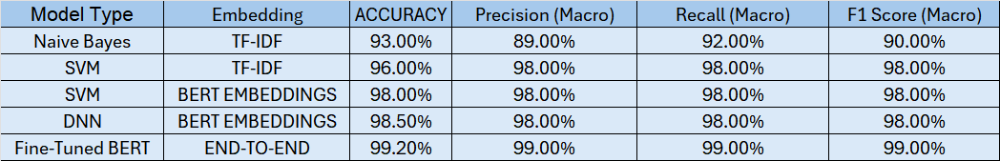 Model Type Embedding ACCURACY Precision (Macro) Recall (Macro) F1 Score (Macro)
Naive Bayes TF-IDF 93.00% 89.00% 92.00% 90.00%
SVM TF-IDF 96.00% 98.00% 98.00% 98.00%
SVM BERT EMBEDDINGS 98.00% 98.00% 98.00% 98.00%
DNN BERT EMBEDDINGS 98.50% 98.00% 98.00% 98.00%
Fine-Tuned BERT END-TO-END 99.20% 99.00% 99.00% 99.00%